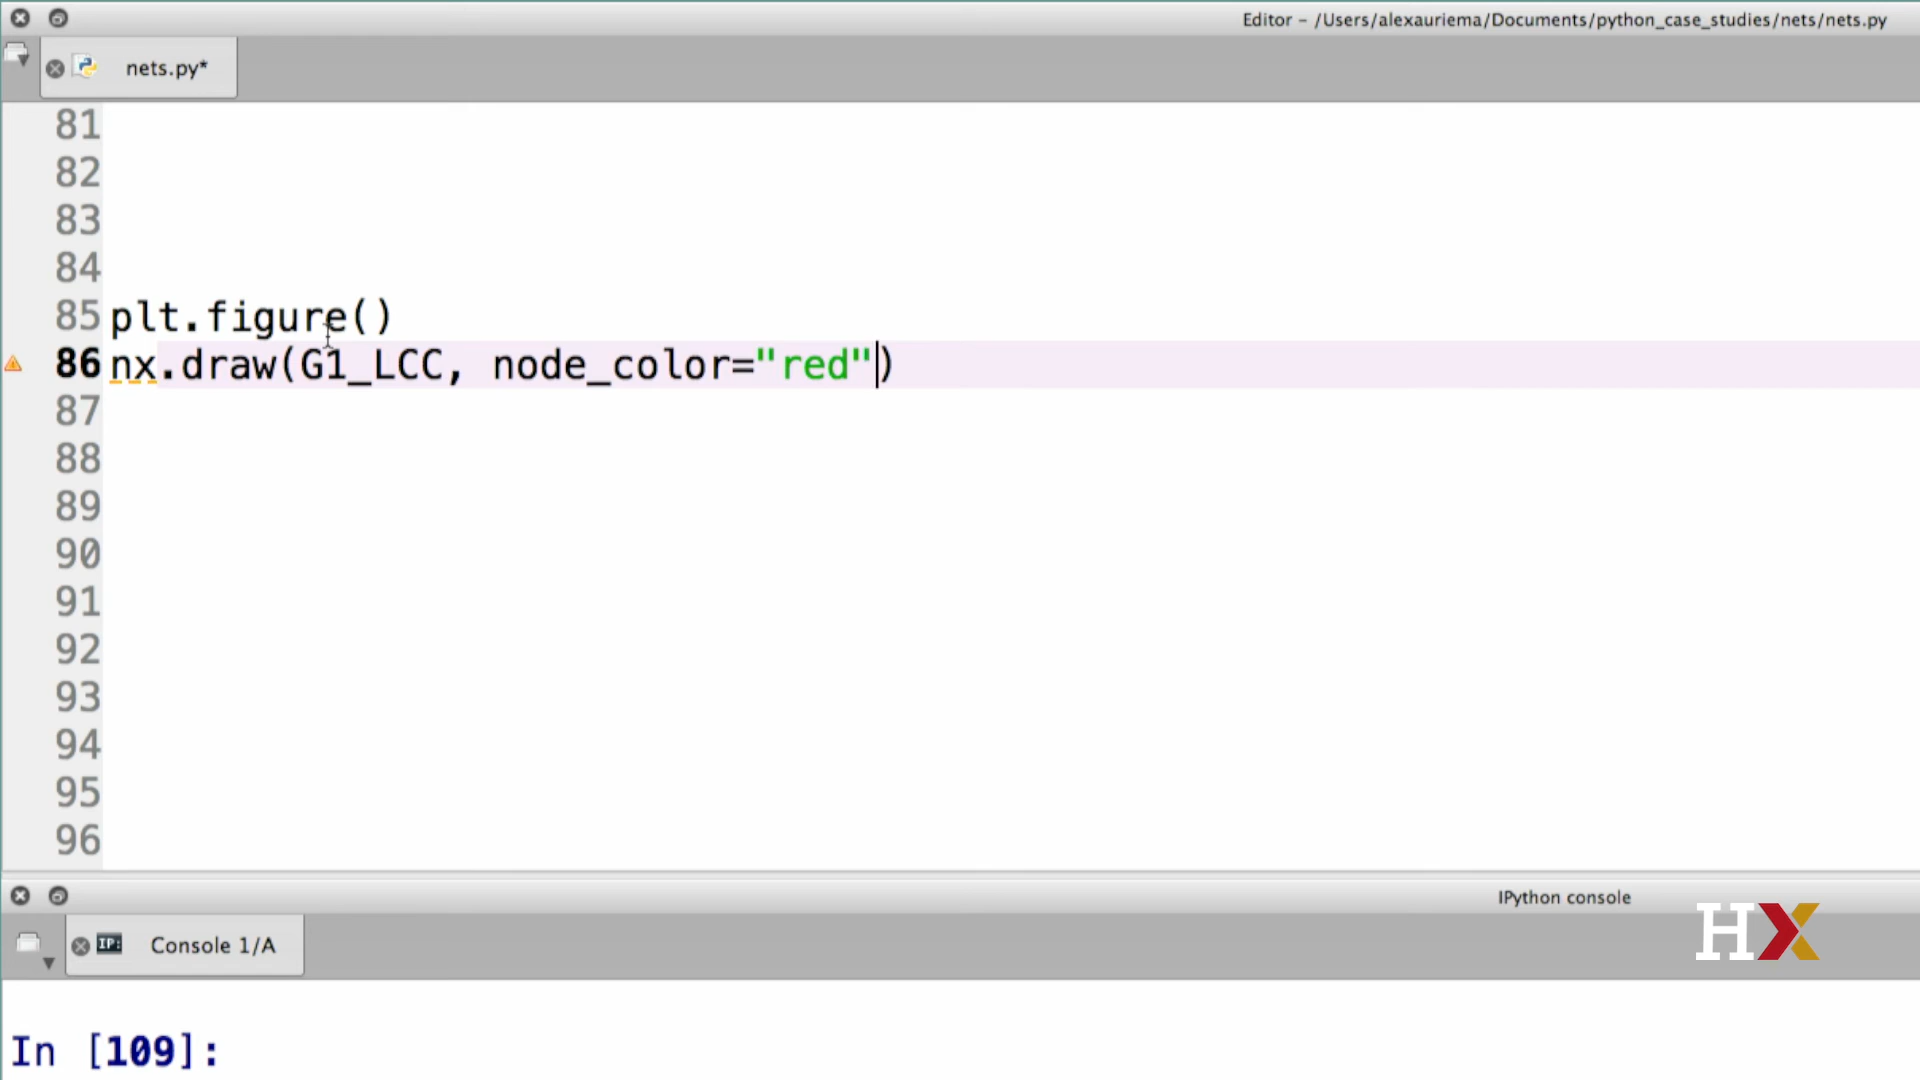 Editor – /Users/alexauriema/Documents/python_case_studies/nets/nets.py
nets.py*
81
82
83
84
85 plt.figure()
86 nx.draw(G1_LCC, node_color="red")
87
88
89
90
91
92
93
94
95
96
IPython console
HX
IP: Console 1/A
In [109]: